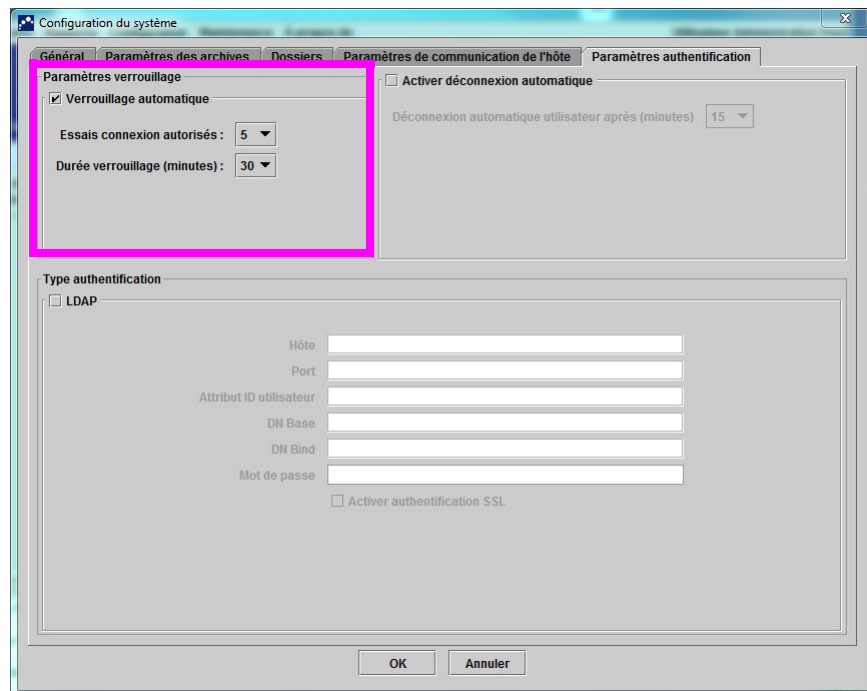 Configuration du système
Général Paramètres des archives Dossiers Paramètres de communication de l'hôte Paramètres authentification
Paramètres verrouillage
Verrouillage automatique
Essais connexion autorisés : 5
Durée verrouillage (minutes) : 30
Activer déconnexion automatique
Déconnexion automatique utilisateur après (minutes) 15
Type authentification
LDAP
Hôte
Port
Attribut ID utilisateur
DN Base
DN Bind
Mot de passe
Activer authentification SSL
OK Annuler